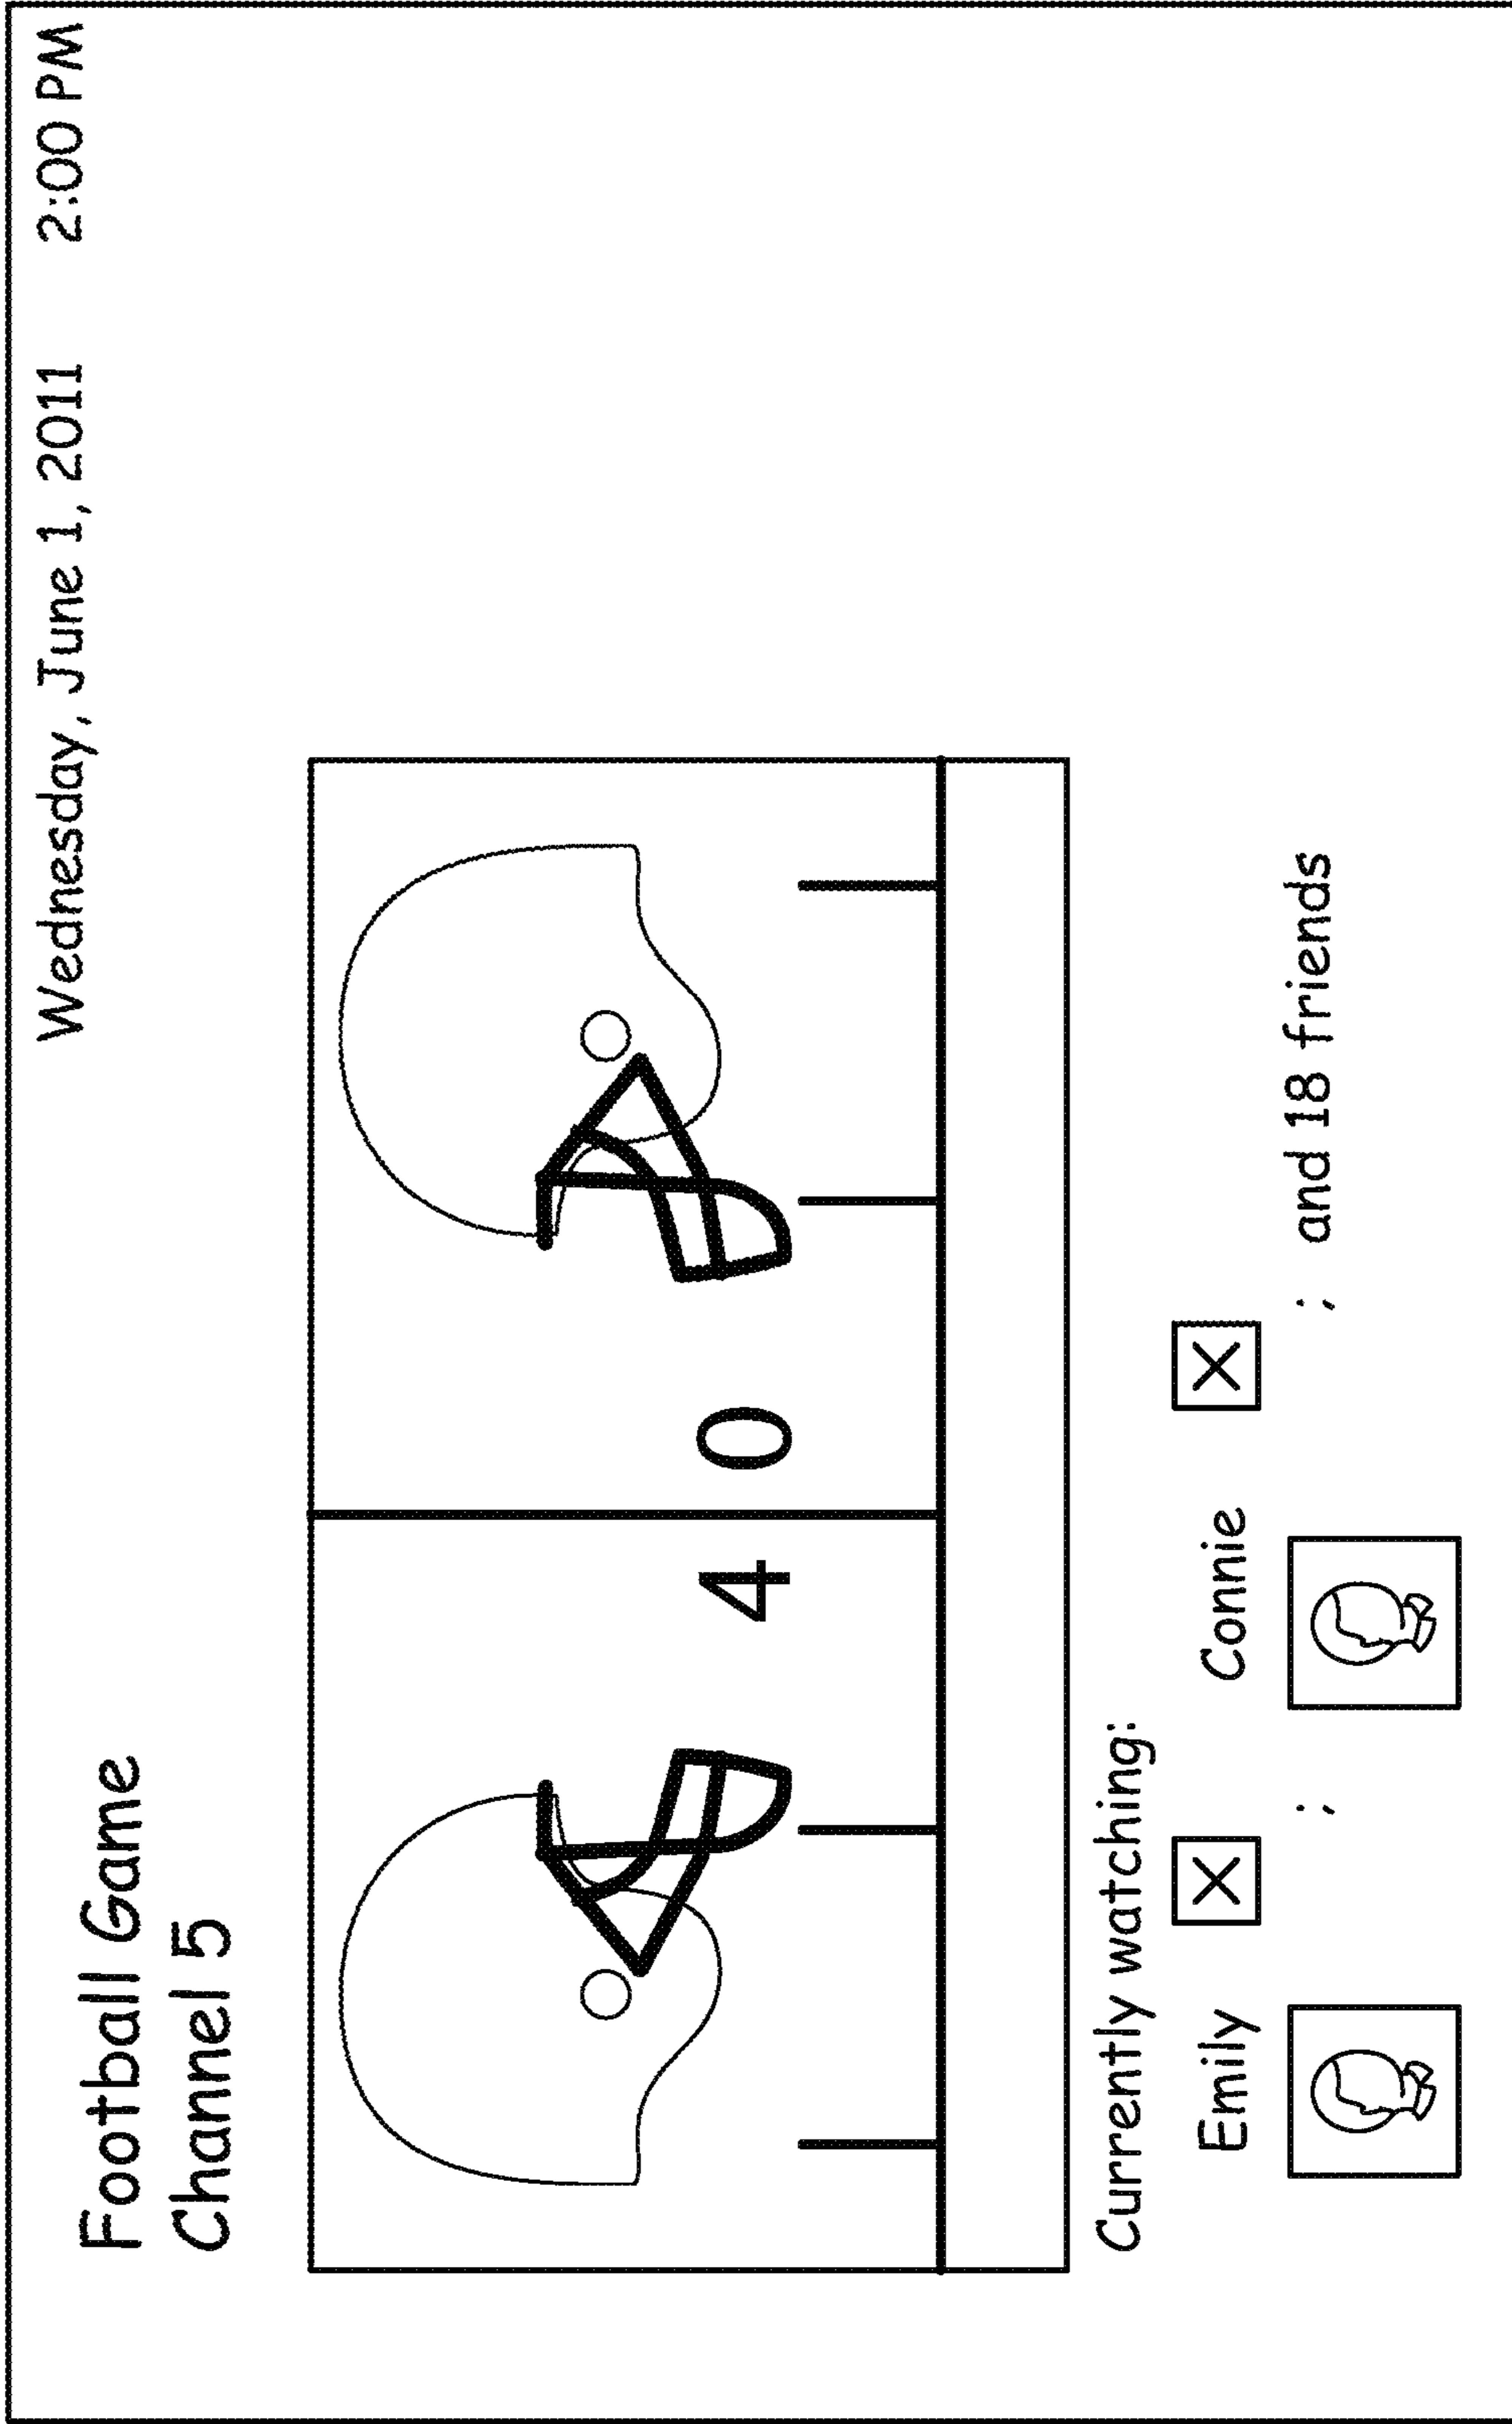 Wednesday, June 1, 2011 2:00 PM
Football Game
Channel 5
4 0
Currently watching:
Emily X Connie X
; ; and 18 friends